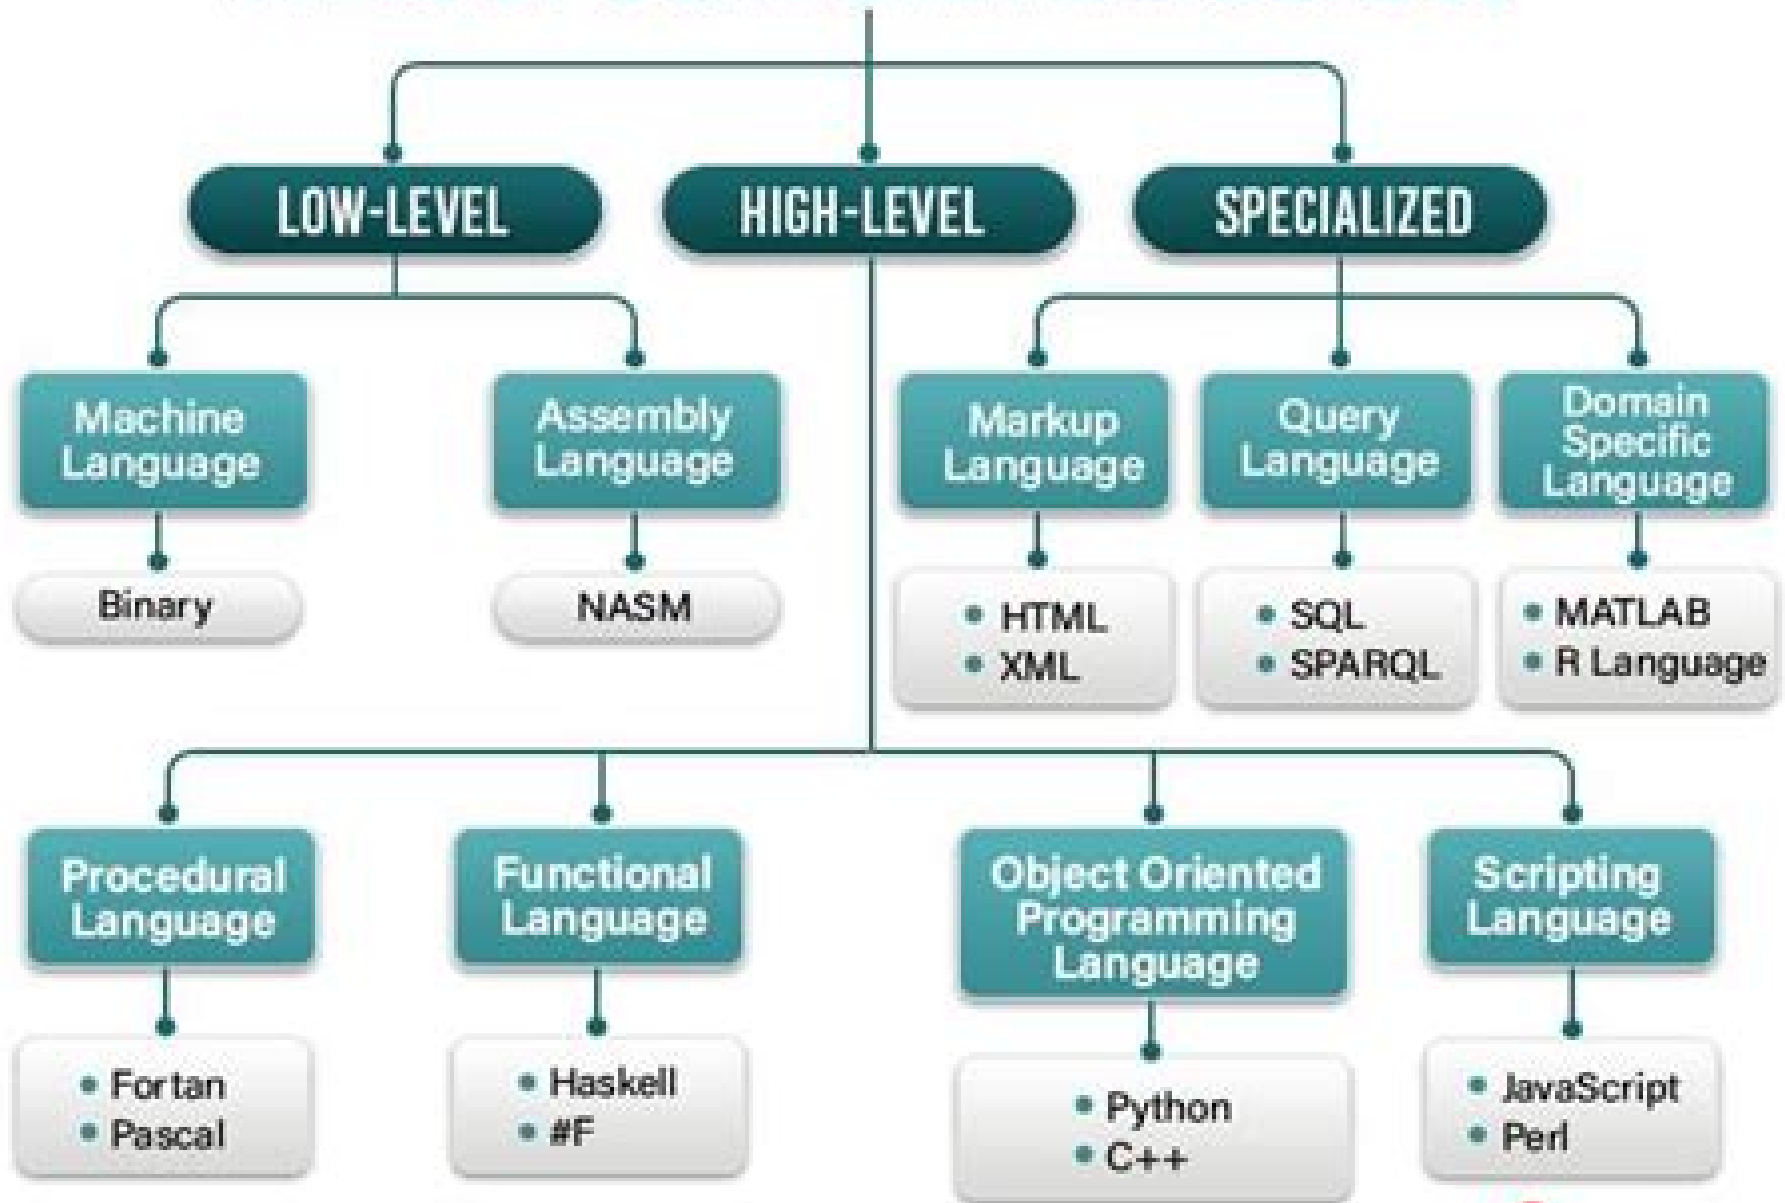 LOW-LEVEL
HIGH-LEVEL
SPECIALIZED
Machine
Language
Assembly
Language
Markup
Language
Query
Language
Domain
Specific
Language
Binary
NASM
• HTML
• XML
• SQL
• SPARQL
• MATLAB
• R Language
Procedural
Language
Functional
Language
Object Oriented
Programming
Language
Scripting
Language
• Fortan
• Pascal
• Haskell
• #F
• Python
• C++
• JavaScript
• Perl